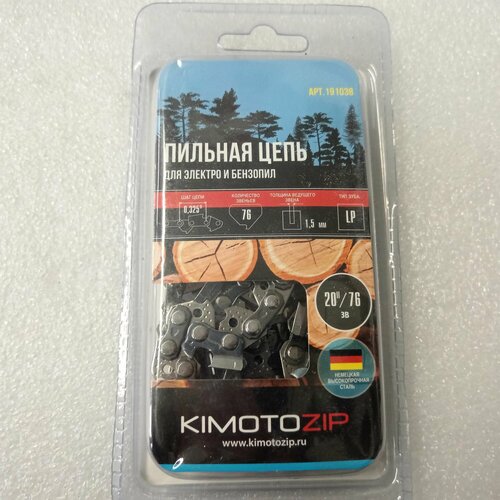 АРТ.191038
ПИЛЬНАЯ ЦЕПЬ
ДЛЯ ЭЛЕКТРО И БЕНЗОПИЛ
ШАГ ЦЕПИ
0,325"
КОЛИЧЕСТВО ЗВЕНЬЕВ
76
ТОЛЩИНА ВЕДУЩЕГО ЗВЕНА
1,5 мм
ТИП ЗУБА:
LP
20"/76
ЗВ
НЕМЕЦКАЯ
ВЫСОКОПРОЧНАЯ
СТАЛЬ
KIMOTOZIP
www.kimotozip.ru